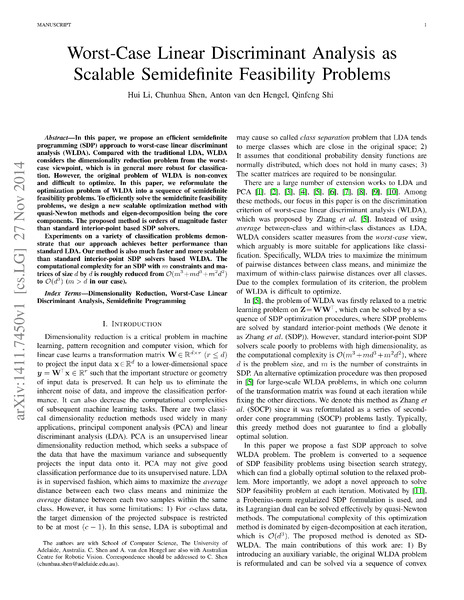 MANUSCRIPT 1
Worst-Case Linear Discriminant Analysis as
Scalable Semidefinite Feasibility Problems
Hui Li, Chunhua Shen, Anton van den Hengel, Qinfeng Shi
arXiv:1411.7450v1 [cs.LG] 27 Nov 2014
Abstract—In this paper, we propose an efficient semidefinite
programming (SDP) approach to worst-case linear discriminant
analysis (WLDA). Compared with the traditional LDA, WLDA
considers the dimensionality reduction problem from the worst-
case viewpoint, which is in general more robust for classifica-
tion. However, the original problem of WLDA is non-convex
and difficult to optimize. In this paper, we reformulate the
optimization problem of WLDA into a sequence of semidefinite
feasibility problems. To efficiently solve the semidefinite feasibility
problems, we design a new scalable optimization method with
quasi-Newton methods and eigen-decomposition being the core
components. The proposed method is orders of magnitude faster
than standard interior-point based SDP solvers.
Experiments on a variety of classification problems demon-
strate that our approach achieves better performance than
standard LDA. Our method is also much faster and more scalable
than standard interior-point SDP solvers based WLDA. The
computational complexity for an SDP with m constraints and ma-
trices of size d by d is roughly reduced from O(m³+md³+m²d²)
to O(d³) (m > d in our case).
Index Terms—Dimensionality Reduction, Worst-Case Linear
Discriminant Analysis, Semidefinite Programming
I. INTRODUCTION
Dimensionality reduction is a critical problem in machine
learning, pattern recognition and computer vision, which for
linear case learns a transformation matrix W ∈ ℝᵈˣʳ (r ≤ d)
to project the input data x ∈ ℝᵈ to a lower-dimensional space
y = W⊤x ∈ ℝʳ such that the important structure or geometry
of input data is preserved. It can help us to eliminate the
inherent noise of data, and improve the classification perfor-
mance. It can also decrease the computational complexities
of subsequent machine learning tasks. There are two classi-
cal dimensionality reduction methods used widely in many
applications, principal component analysis (PCA) and linear
discriminant analysis (LDA). PCA is an unsupervised linear
dimensionality reduction method, which seeks a subspace of
the data that have the maximum variance and subsequently
projects the input data onto it. PCA may not give good
classification performance due to its unsupervised nature. LDA
is in supervised fashion, which aims to maximize the average
distance between each two class means and minimize the
average distance between each two samples within the same
class. However, it has some limitations: 1) For c-class data,
the target dimension of the projected subspace is restricted
to be at most (c − 1). In this sense, LDA is suboptimal and
The authors are with School of Computer Science, The University of
Adelaide, Australia. C. Shen and A. van den Hengel are also with Australian
Centre for Robotic Vision. Correspondence should be addressed to C. Shen
(chunhua.shen@adelaide.edu.au).
may cause so called class separation problem that LDA tends
to merge classes which are close in the original space; 2)
It assumes that conditional probability density functions are
normally distributed, which does not hold in many cases; 3)
The scatter matrices are required to be nonsingular.
There are a large number of extension works to LDA and
PCA [1], [2], [3], [4], [5], [6], [7], [8], [9], [10]. Among
these methods, our focus in this paper is on the discrimination
criterion of worst-case linear discriminant analysis (WLDA),
which was proposed by Zhang et al. [5]. Instead of using
average between-class and within-class distances as LDA,
WLDA considers scatter measures from the worst-case view,
which arguably is more suitable for applications like classi-
fication. Specifically, WLDA tries to maximize the minimum
of pairwise distances between class means, and minimize the
maximum of within-class pairwise distances over all classes.
Due to the complex formulation of its criterion, the problem
of WLDA is difficult to optimize.
In [5], the problem of WLDA was firstly relaxed to a metric
learning problem on Z = WW⊤, which can be solved by a se-
quence of SDP optimization procedures, where SDP problems
are solved by standard interior-point methods (We denote it
as Zhang et al. (SDP)). However, standard interior-point SDP
solvers scale poorly to problems with high dimensionality, as
the computational complexity is O(m³ + md³ + m²d²), where
d is the problem size, and m is the number of constraints in
SDP. An alternative optimization procedure was then proposed
in [5] for large-scale WLDA problems, in which one column
of the transformation matrix was found at each iteration while
fixing the other directions. We denote this method as Zhang et
al. (SOCP) since it was reformulated as a series of second-
order cone programming (SOCP) problems lastly. Typically,
this greedy method does not guarantee to find a globally
optimal solution.
In this paper we propose a fast SDP approach to solve
WLDA problem. The problem is converted to a sequence
of SDP feasibility problems using bisection search strategy,
which can find a globally optimal solution to the relaxed prob-
lem. More importantly, we adopt a novel approach to solve
SDP feasibility problem at each iteration. Motivated by [11],
a Frobenius-norm regularized SDP formulation is used, and
its Lagrangian dual can be solved effectively by quasi-Newton
methods. The computational complexity of this optimization
method is dominated by eigen-decomposition at each iteration,
which is O(d³). The proposed method is denoted as SD-
WLDA. The main contributions of this work are: 1) By
introducing an auxiliary variable, the original WLDA problem
is reformulated and can be solved via a sequence of convex